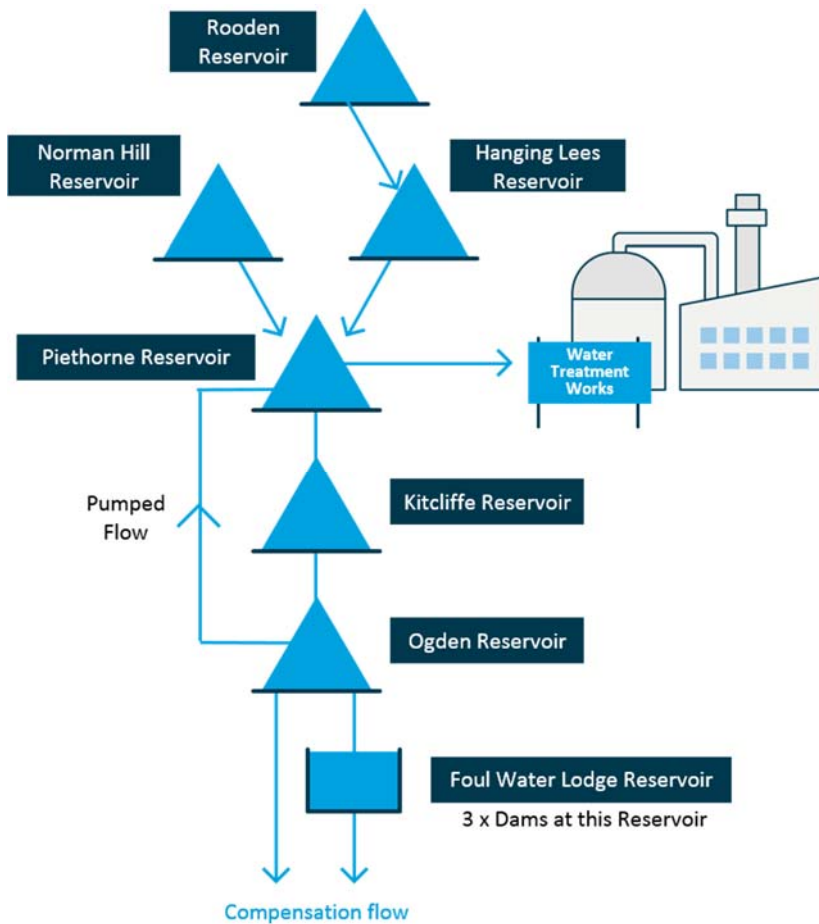 Rooden
Reservoir
Norman Hill
Reservoir
Hanging Lees
Reservoir
Piethorne Reservoir
Water
Treatment
Works
Pumped
Flow
Kitcliffe Reservoir
Ogden Reservoir
Foul Water Lodge Reservoir
3 x Dams at this Reservoir
Compensation flow